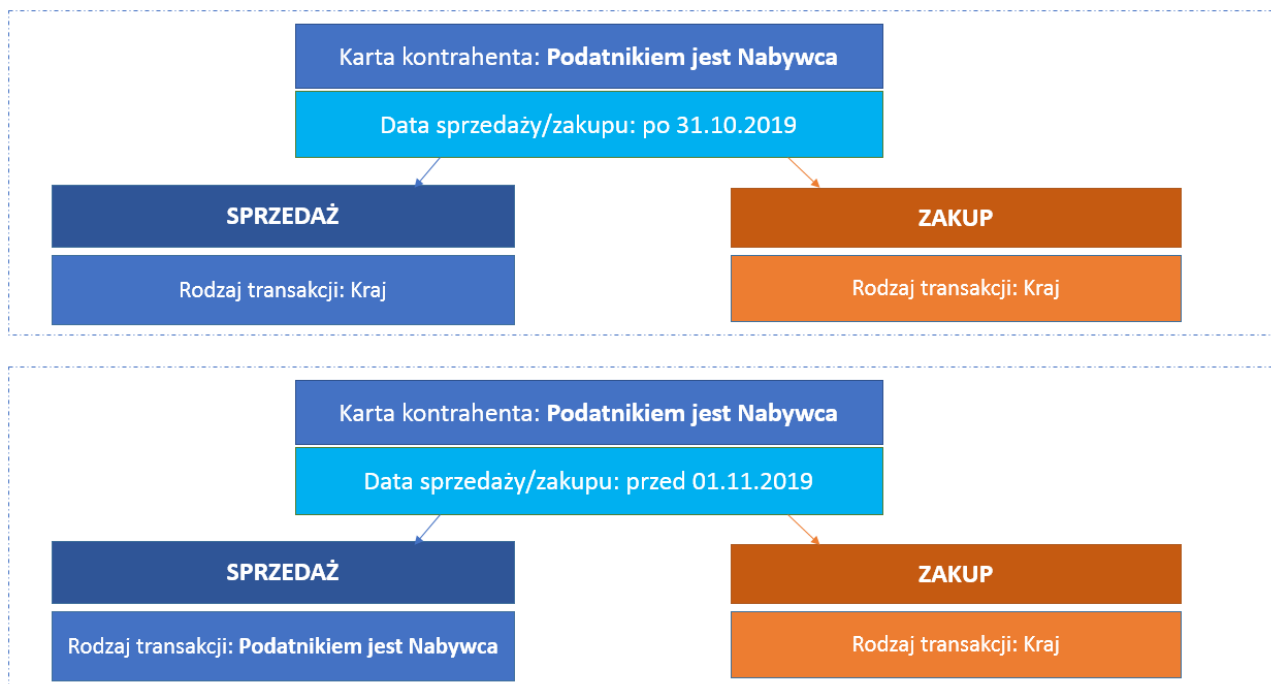 Karta kontrahenta: Podatnikiem jest Nabywca
Data sprzedaży/zakupu: po 31.10.2019
SPRZEDAŻ
ZAKUP
Rodzaj transakcji: Kraj
Rodzaj transakcji: Kraj
Karta kontrahenta: Podatnikiem jest Nabywca
Data sprzedaży/zakupu: przed 01.11.2019
SPRZEDAŻ
ZAKUP
Rodzaj transakcji: Podatnikiem jest Nabywca
Rodzaj transakcji: Kraj